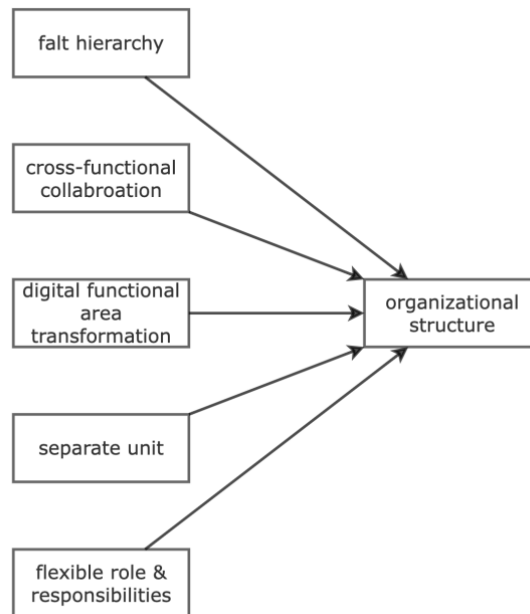 falt hierarchy
cross-functional
collabroation
digital functional
area
transformation
organizational
structure
separate unit
flexible role &
responsibilities